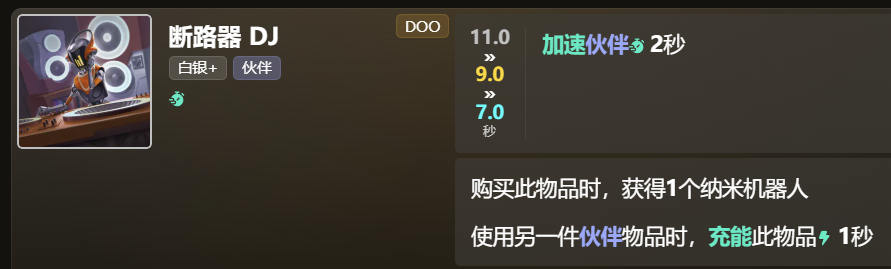 断路器 DJ
DOO
白银+
伙伴
11.0
»
9.0
»
7.0
秒
加速伙伴 2秒
购买此物品时，获得1个纳米机器人
使用另一件伙伴物品时，充能此物品 1秒